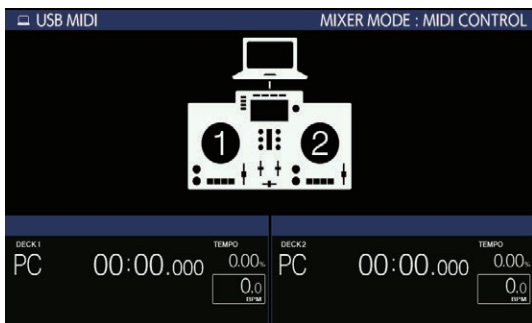 USB MIDI MIXER MODE : MIDI CONTROL
1 2
DECK1 TEMPO DECK2 TEMPO
PC 00:00.000 0.00% PC 00:00.000 0.00%
0.0 0.0
BPM BPM